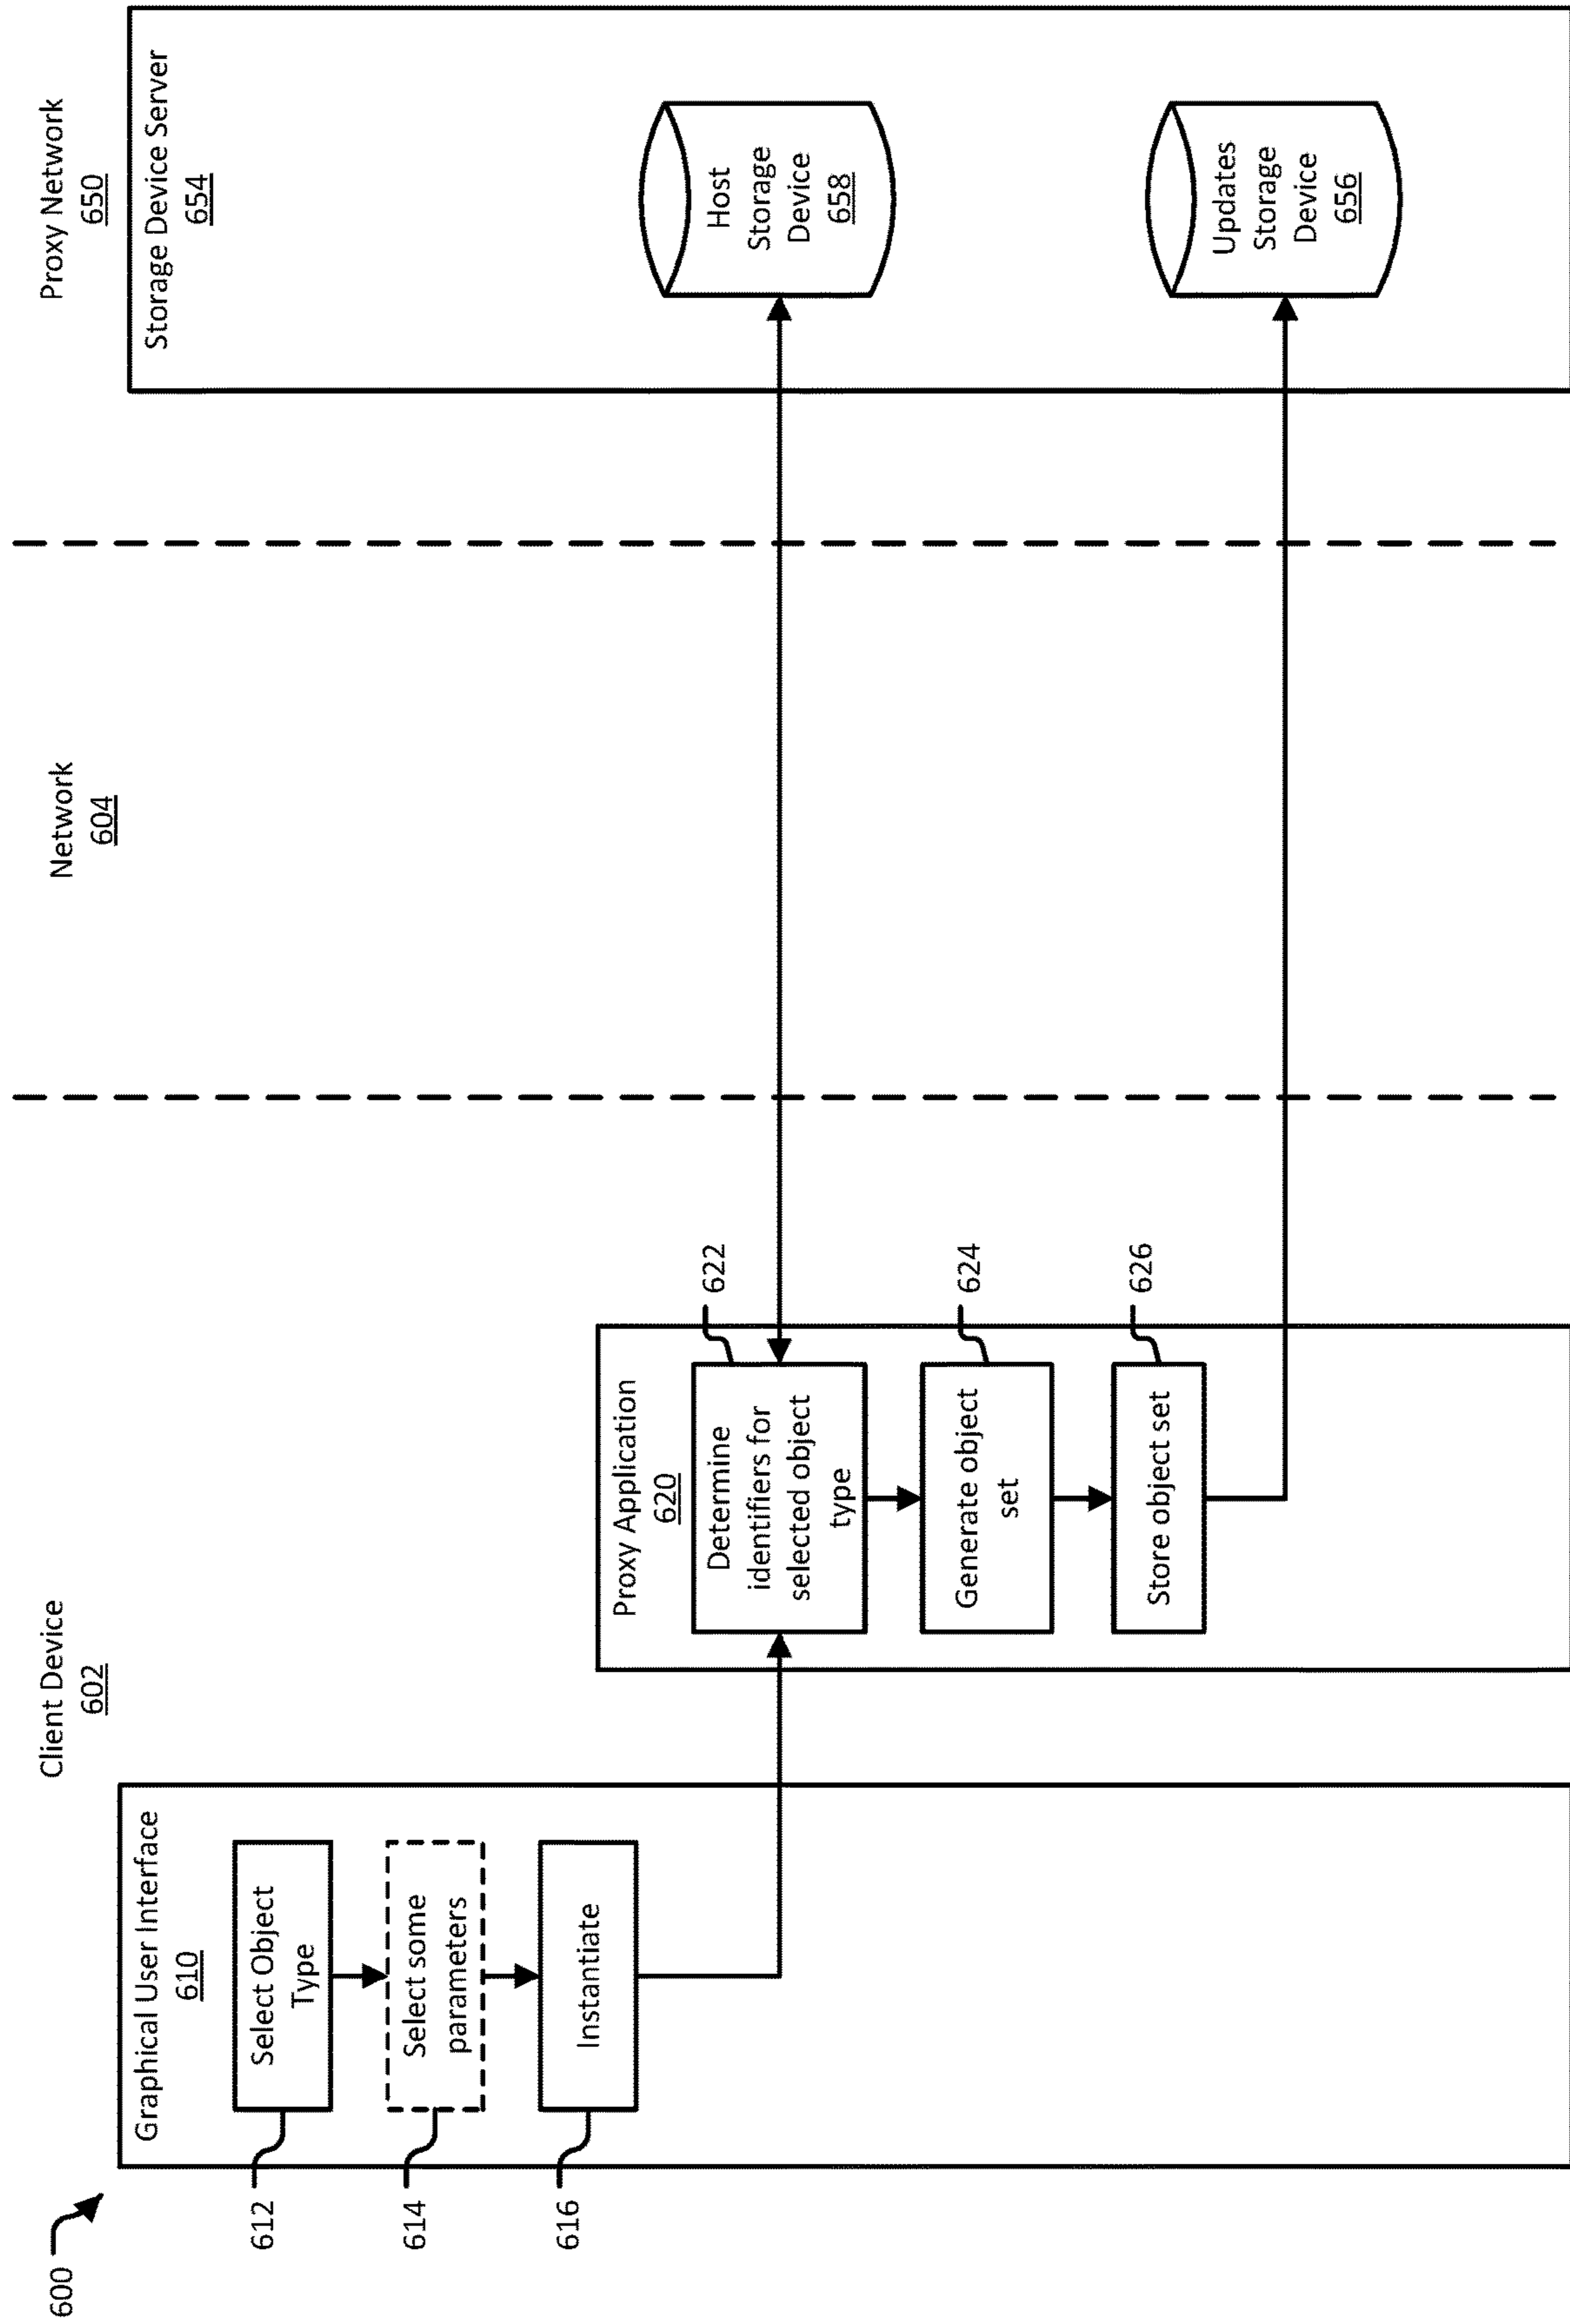 600
Client Device
602
Network
604
Proxy Network
650
Graphical User Interface
610
612
Select Object
Type
614
Select some
parameters
616
Instantiate
Proxy Application
620
622
Determine
identifiers for
selected object
type
624
Generate object
set
626
Store object set
Storage Device Server
654
Host
Storage
Device
658
Updates
Storage
Device
656